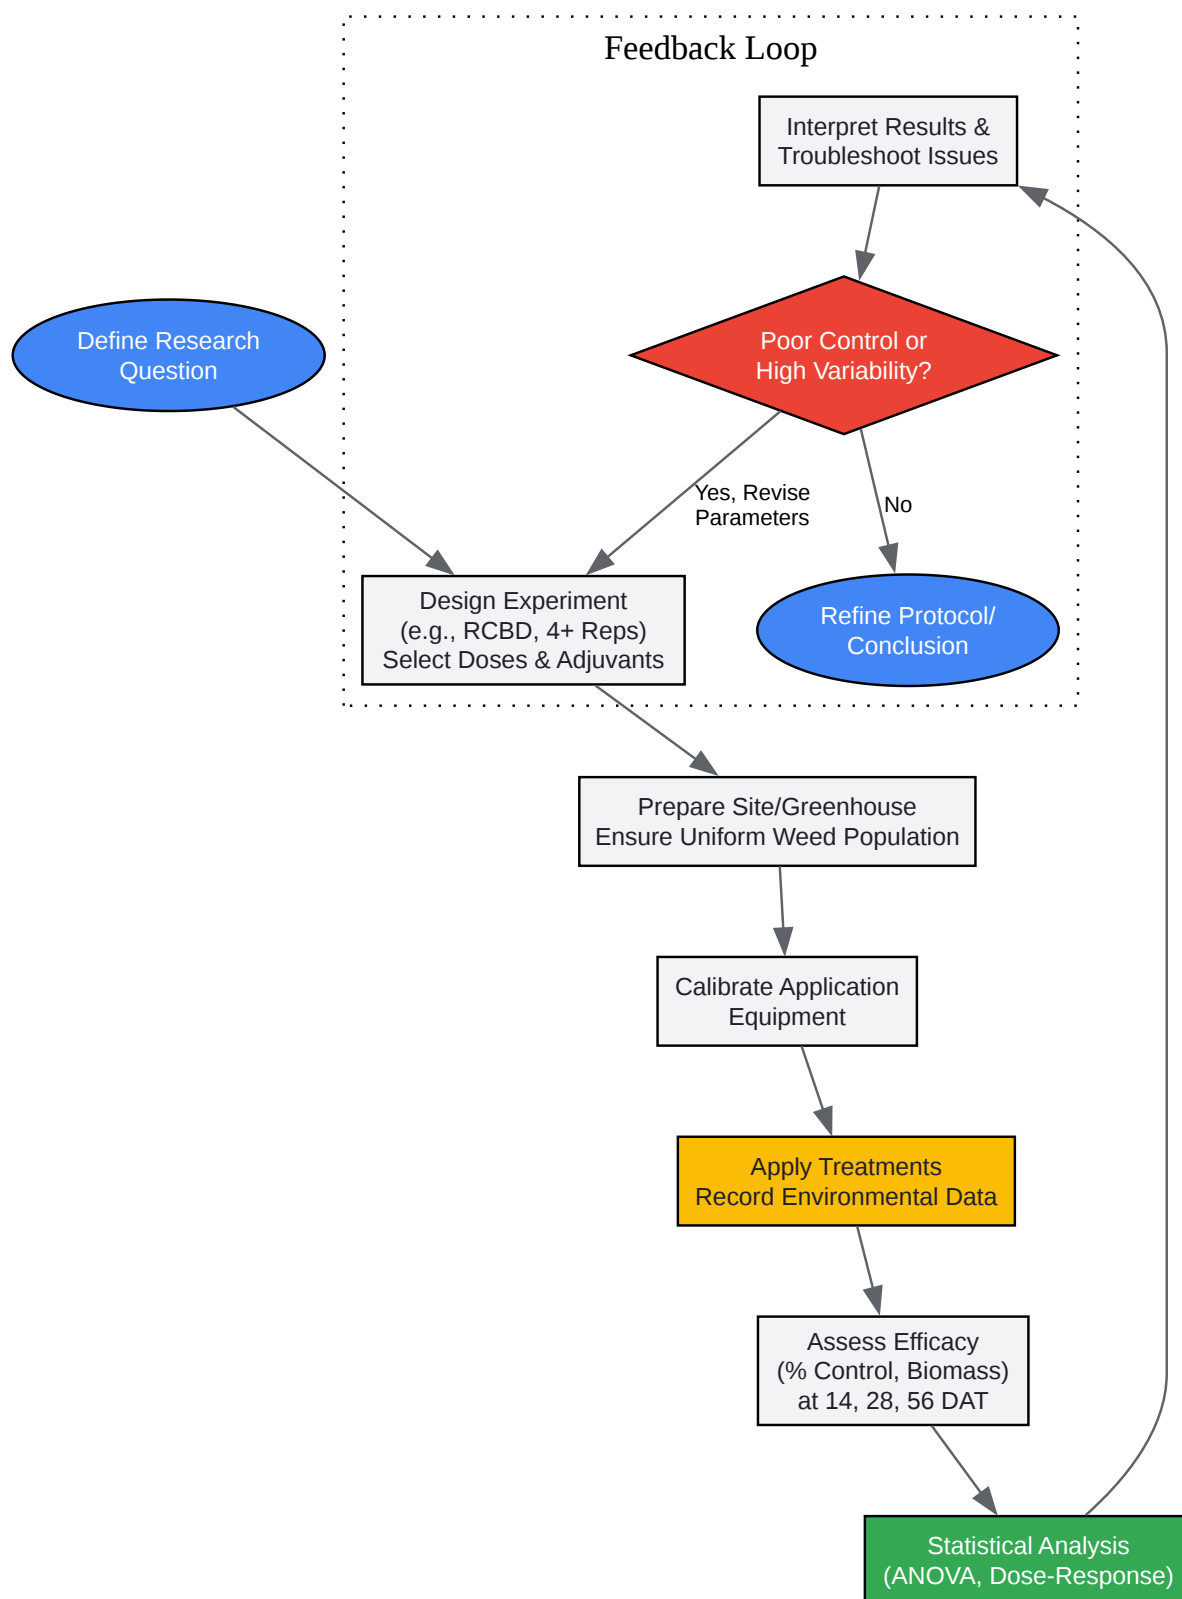 Feedback Loop
Interpret Results &
Troubleshoot Issues
Define Research
Question
Poor Control or
High Variability?
Yes, Revise
Parameters
No
Design Experiment
(e.g., RCBD, 4+ Reps)
Select Doses & Adjuvants
Refine Protocol/
Conclusion
Prepare Site/Greenhouse
Ensure Uniform Weed Population
Calibrate Application
Equipment
Apply Treatments
Record Environmental Data
Assess Efficacy
(% Control, Biomass)
at 14, 28, 56 DAT
Statistical Analysis
(ANOVA, Dose-Response)